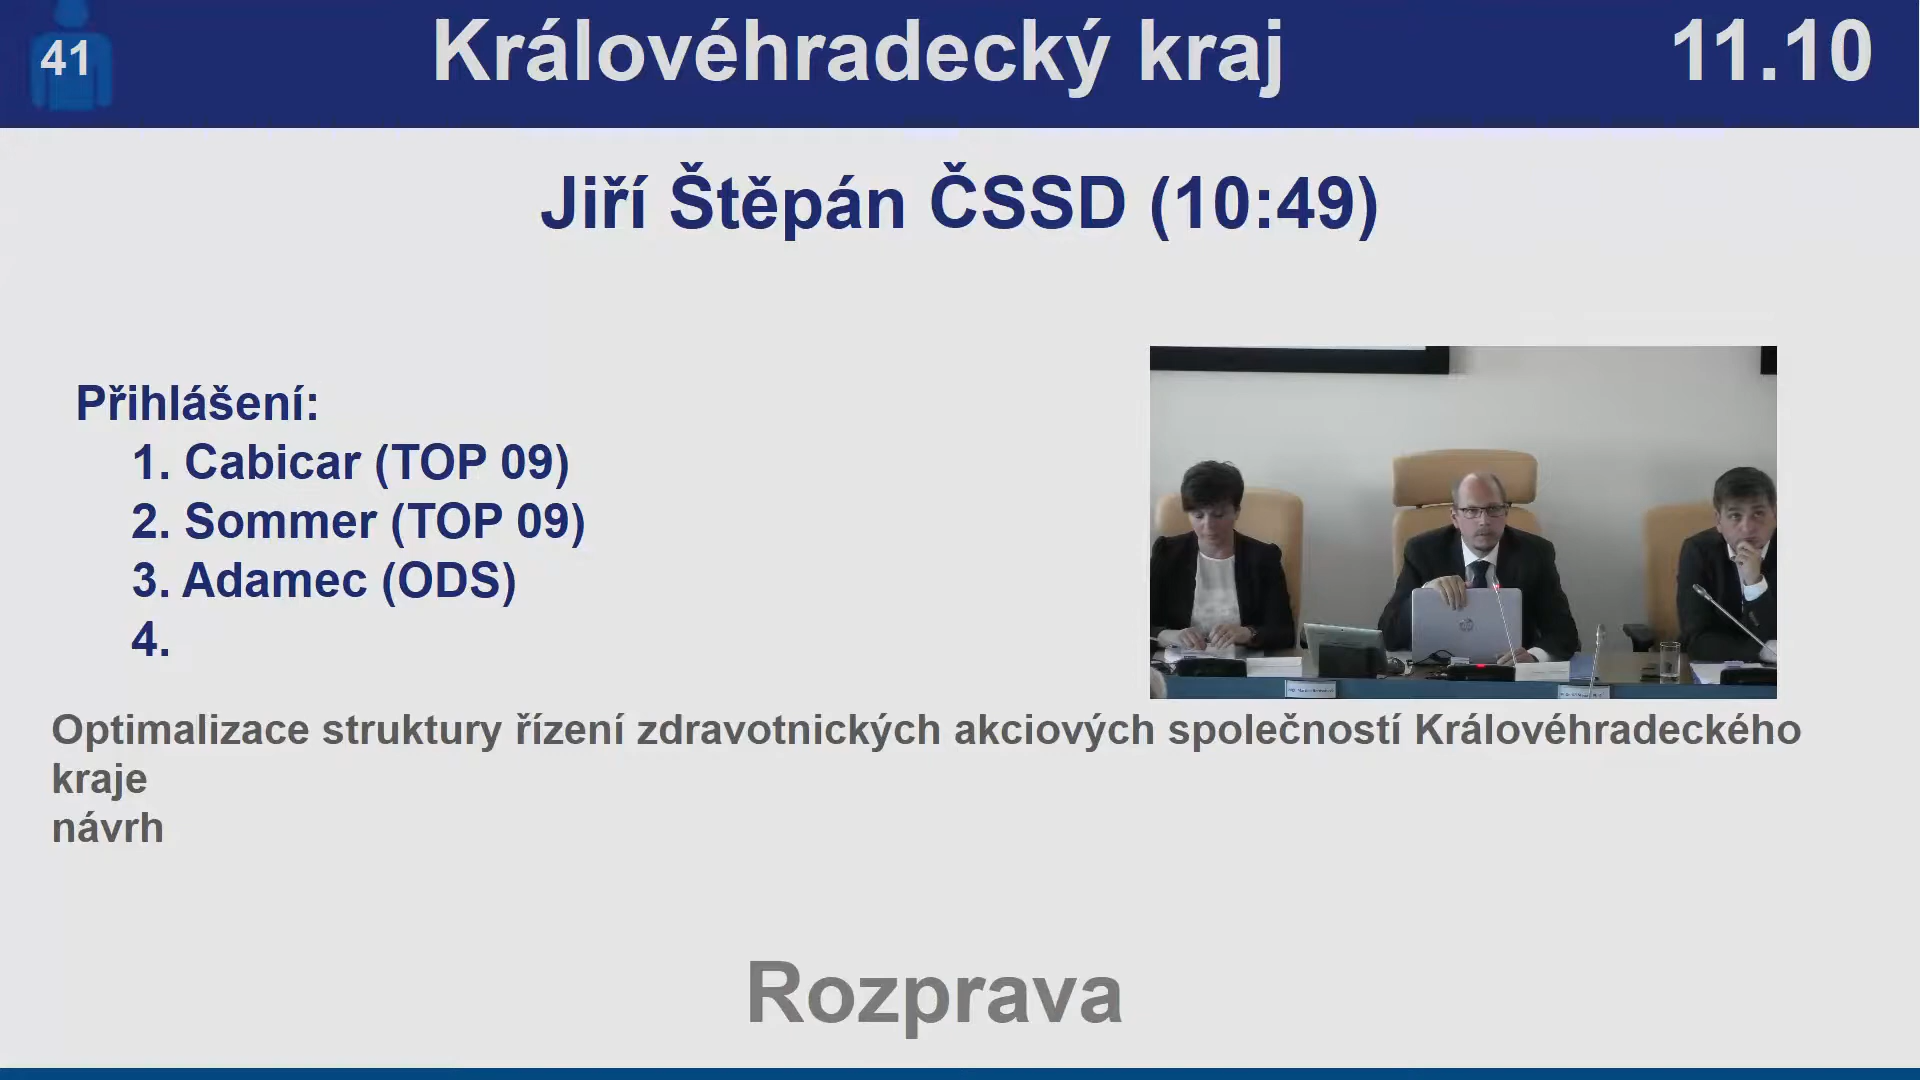 41
Královéhradecký kraj
11.10
Jiří Štěpán ČSSD (10:49)
Přihlášení:
1. Cabicar (TOP 09)
2. Sommer (TOP 09)
3. Adamec (ODS)
4.
Optimalizace struktury řízení zdravotnických akciových společností Královéhradeckého
kraje
návrh
Rozprava